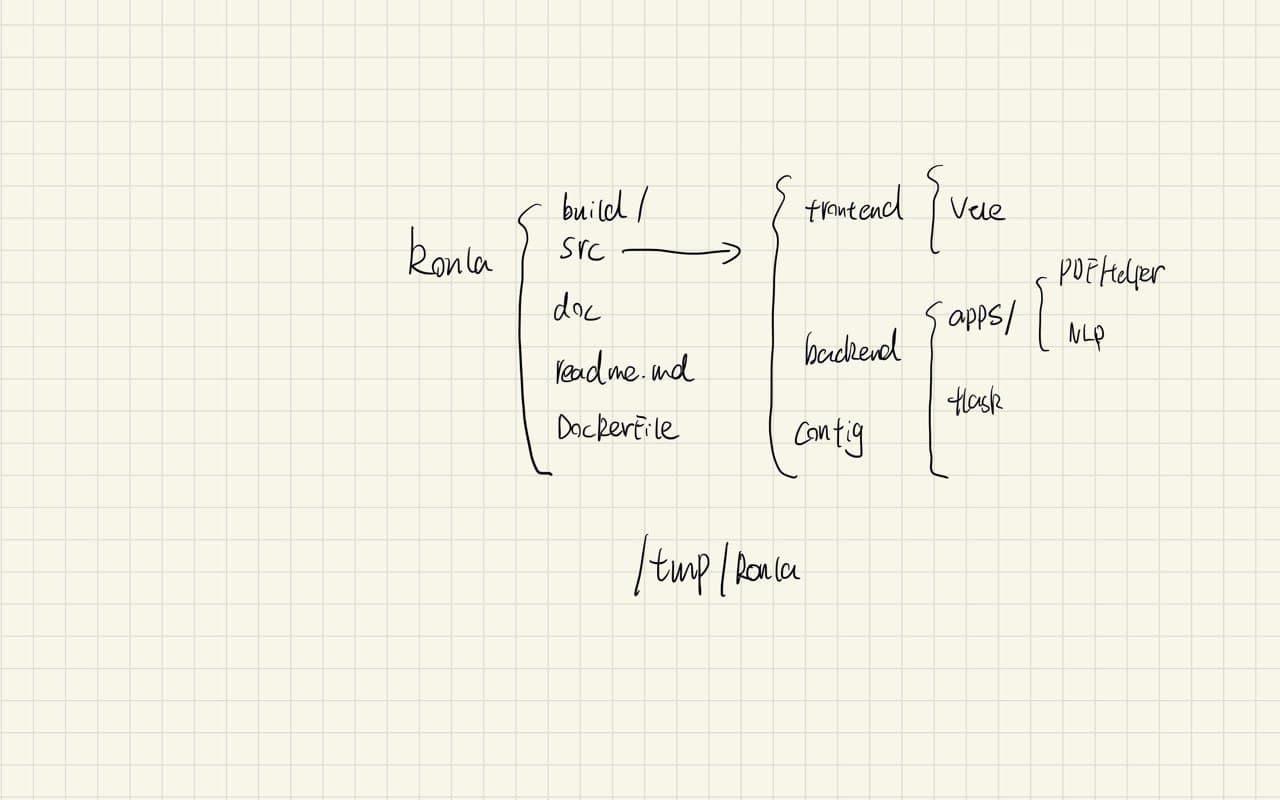 konla
build/
src
doc
readme.md
DockerFile
frontend
backend
config
Vue
apps/
flask
PDFHelper
NLP
/tmp/konla